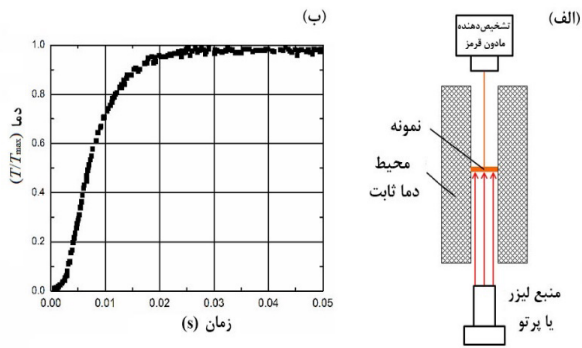 (الف)
تشخیص‌دهنده
مادون قرمز
نمونه
محیط
دما ثابت
منبع لیزر
یا پرتو
(ب)
دما (T/Tmax)
1.0
0.8
0.6
0.4
0.2
0.0
0.00
0.01
0.02
0.03
0.04
0.05
زمان (s)